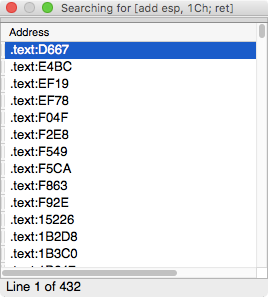 Searching for [add esp, 1Ch; ret]
Address
.text:D667
.text:E4BC
.text:EF19
.text:EF78
.text:F04F
.text:F2E8
.text:F549
.text:F5CA
.text:F863
.text:F92E
.text:15226
.text:1B2D8
.text:1B3C0
Line 1 of 432